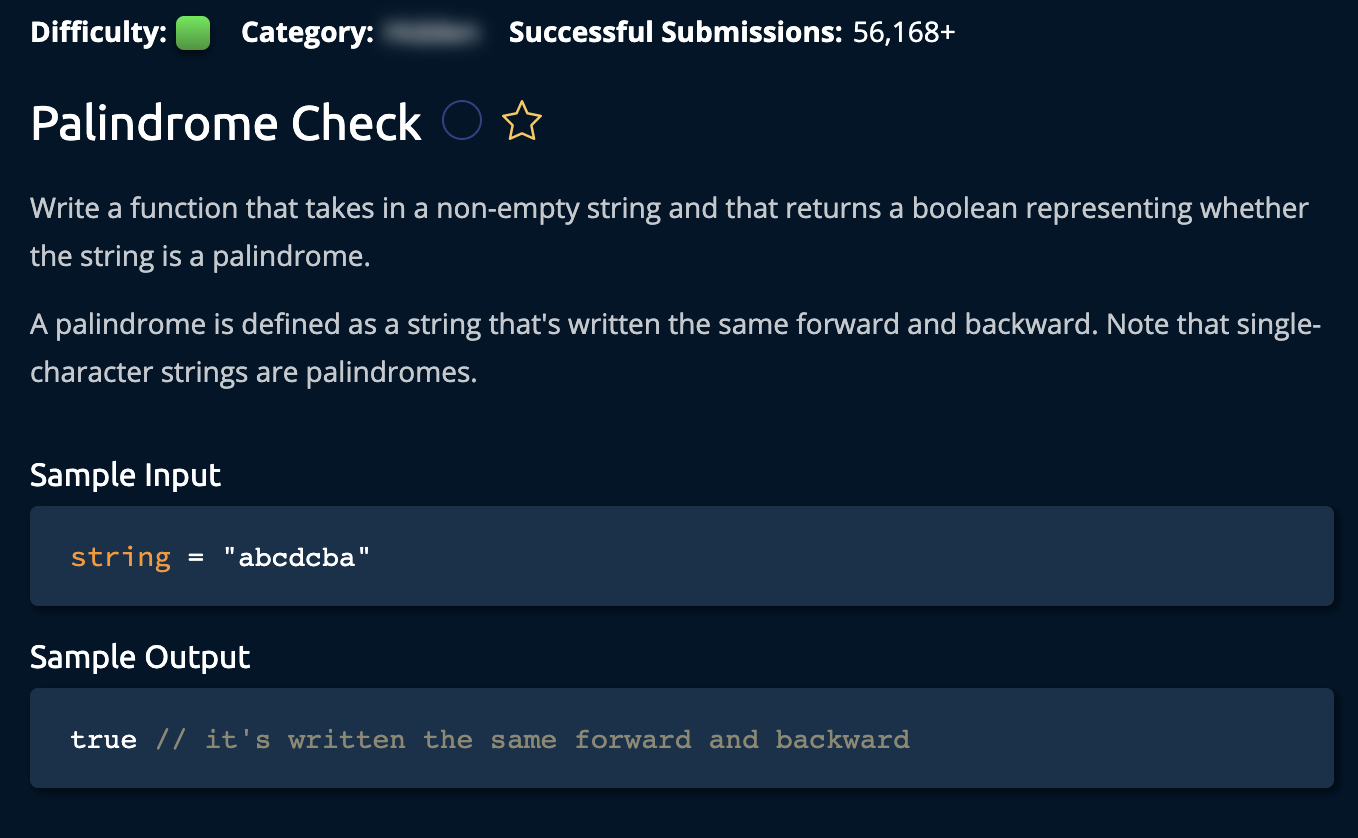 Difficulty: Category: Successful Submissions: 56,168+
Palindrome Check
Write a function that takes in a non-empty string and that returns a boolean representing whether
the string is a palindrome.
A palindrome is defined as a string that's written the same forward and backward. Note that single-
character strings are palindromes.
Sample Input
string = "abcdcba"
Sample Output
true // it's written the same forward and backward